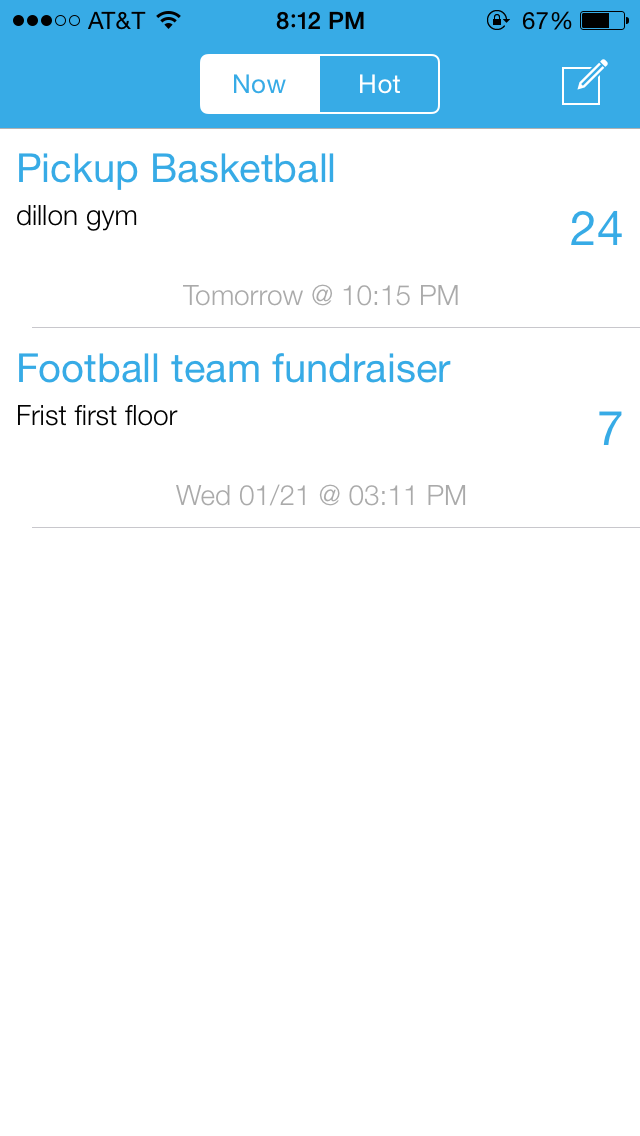 AT&T 8:12 PM 67%
Now Hot
Pickup Basketball
dillon gym
24
Tomorrow @ 10:15 PM
Football team fundraiser
Frist first floor
7
Wed 01/21 @ 03:11 PM